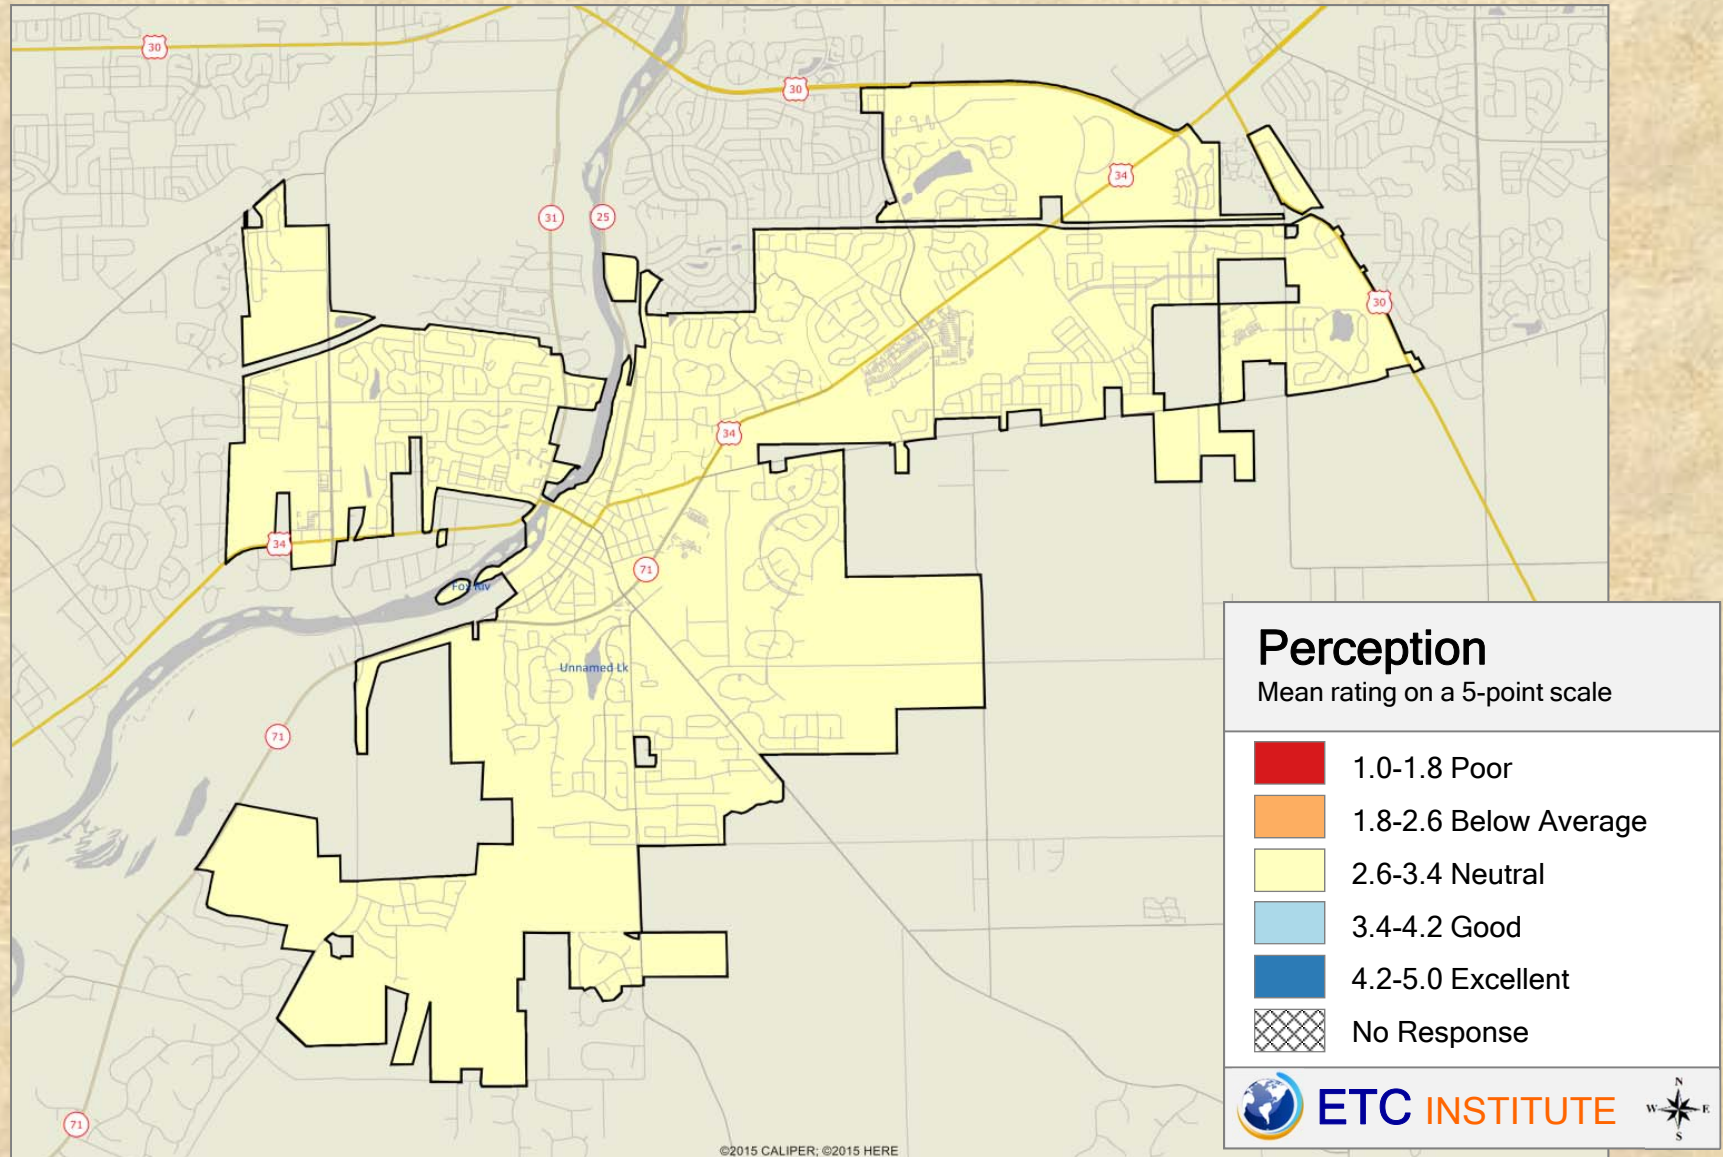 30
30
34
31
25
30
34
34
71
Fox Riv
Unnamed Lk
71
71
Perception
Mean rating on a 5-point scale
1.0-1.8 Poor
1.8-2.6 Below Average
2.6-3.4 Neutral
3.4-4.2 Good
4.2-5.0 Excellent
No Response
ETC INSTITUTE
N
W E
S
©2015 CALIPER; ©2015 HERE